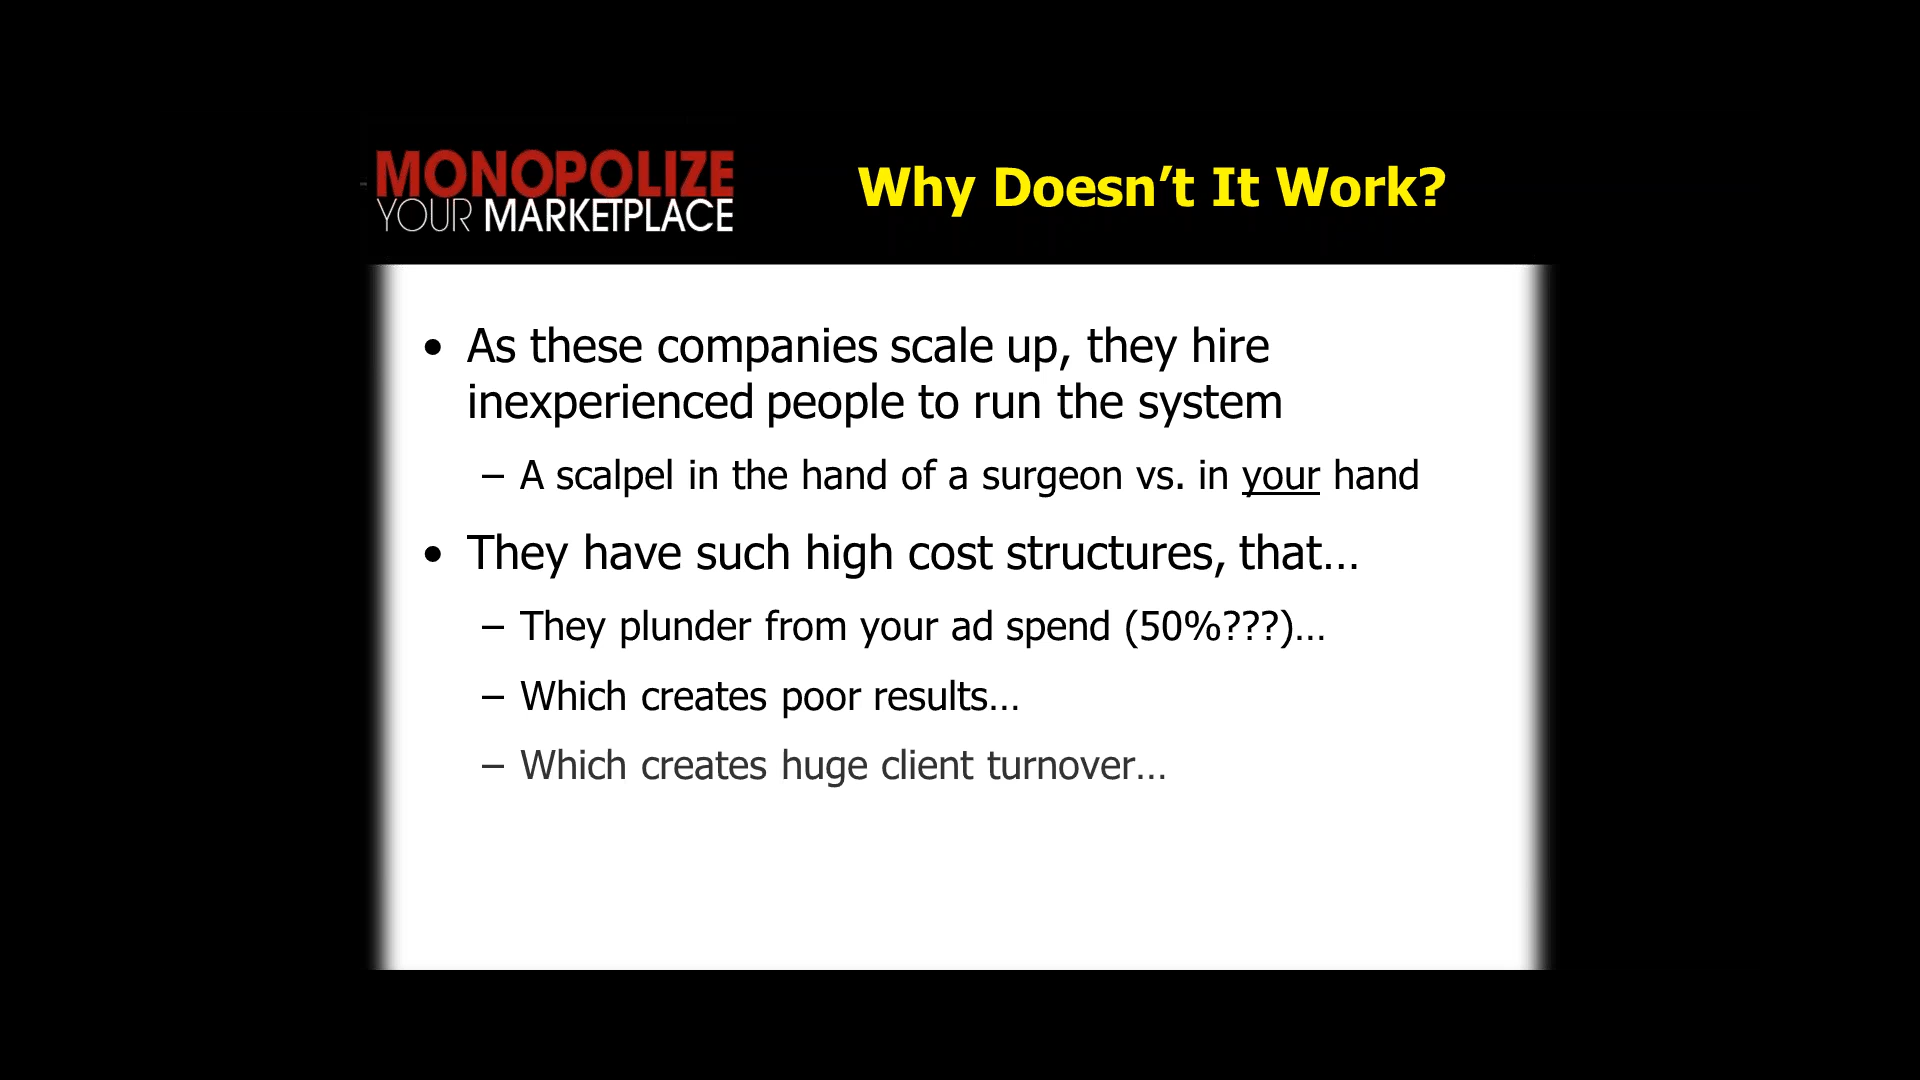 MONOPOLIZE
YOUR MARKETPLACE
Why Doesn’t It Work?
• As these companies scale up, they hire
inexperienced people to run the system
– A scalpel in the hand of a surgeon vs. in your hand
• They have such high cost structures, that…
– They plunder from your ad spend (50%???)…
– Which creates poor results…
– Which creates huge client turnover…